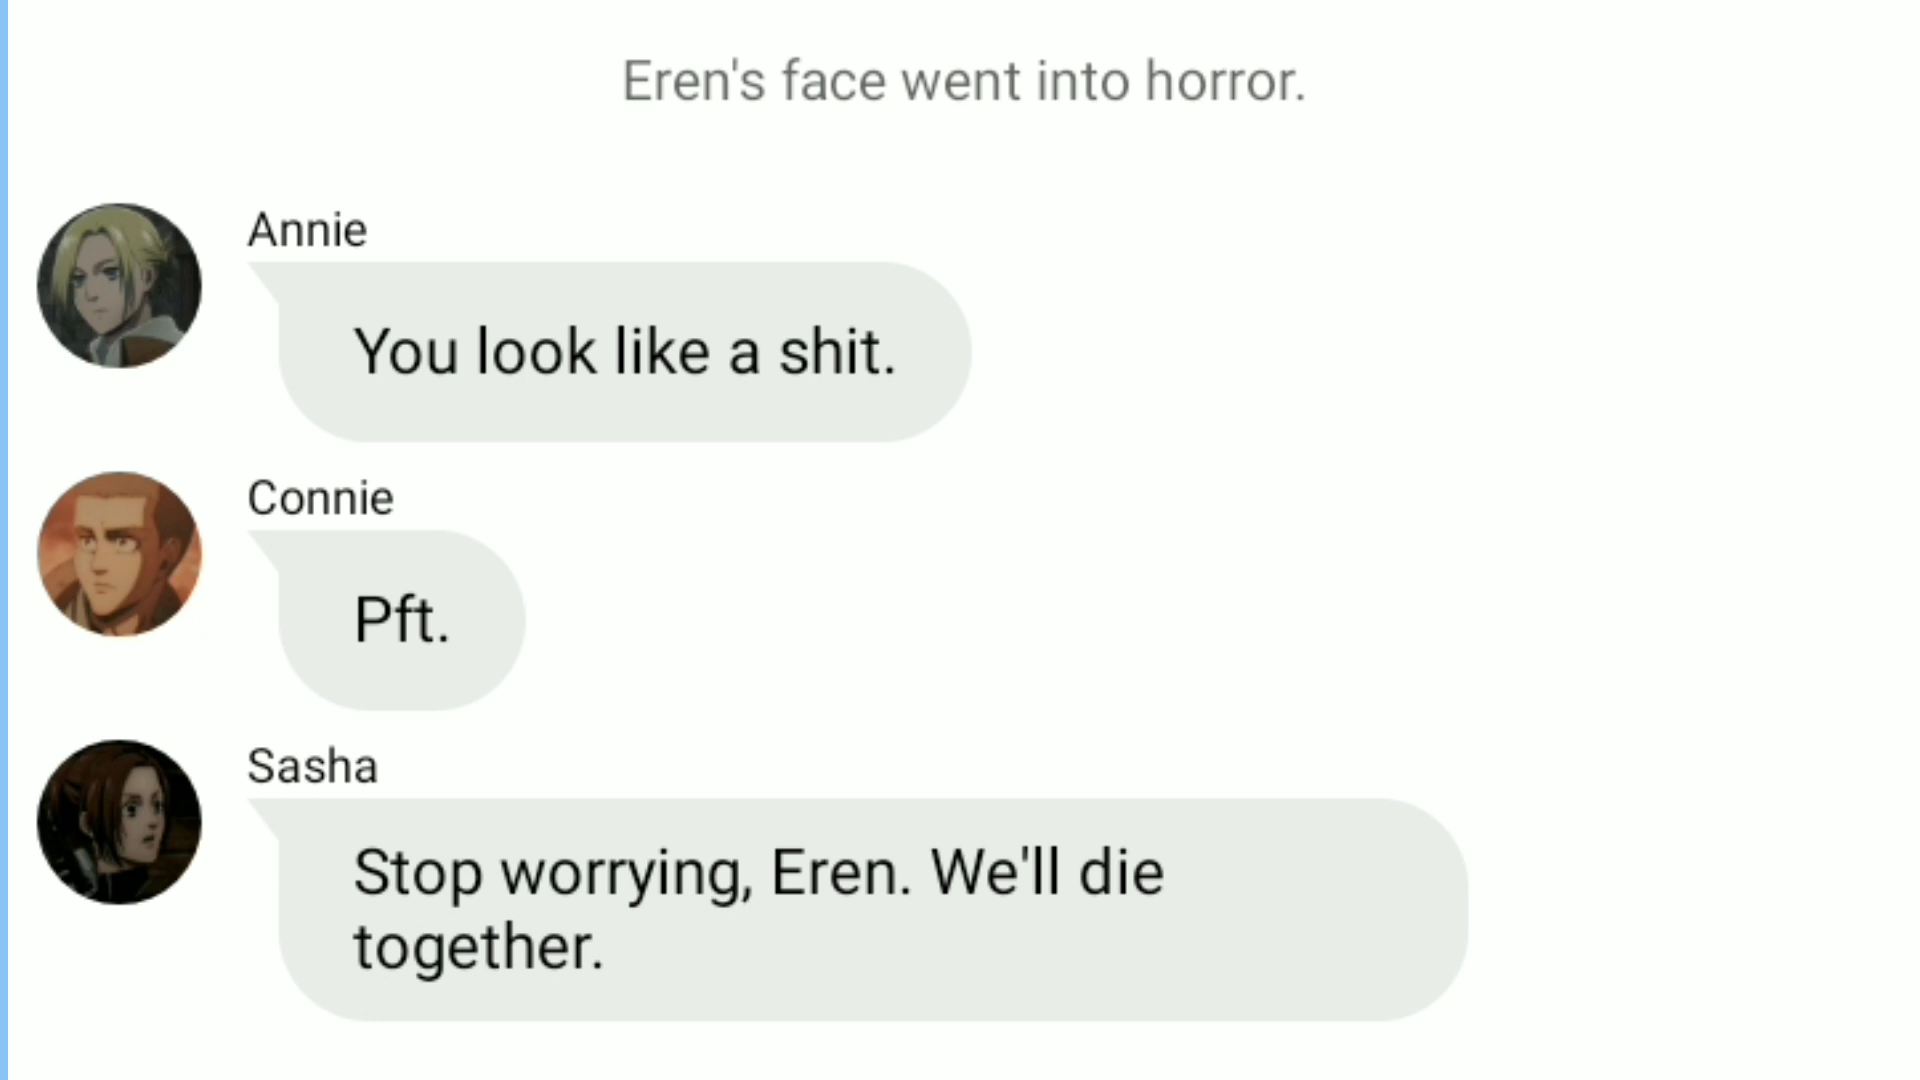 Eren's face went into horror.
Annie
You look like a shit.
Connie
Pft.
Sasha
Stop worrying, Eren. We'll die
together.